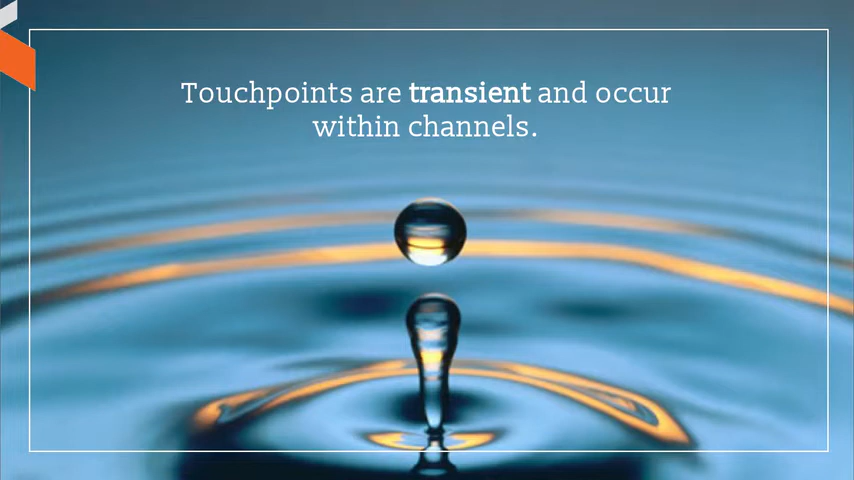 Touchpoints are transient and occur
within channels.